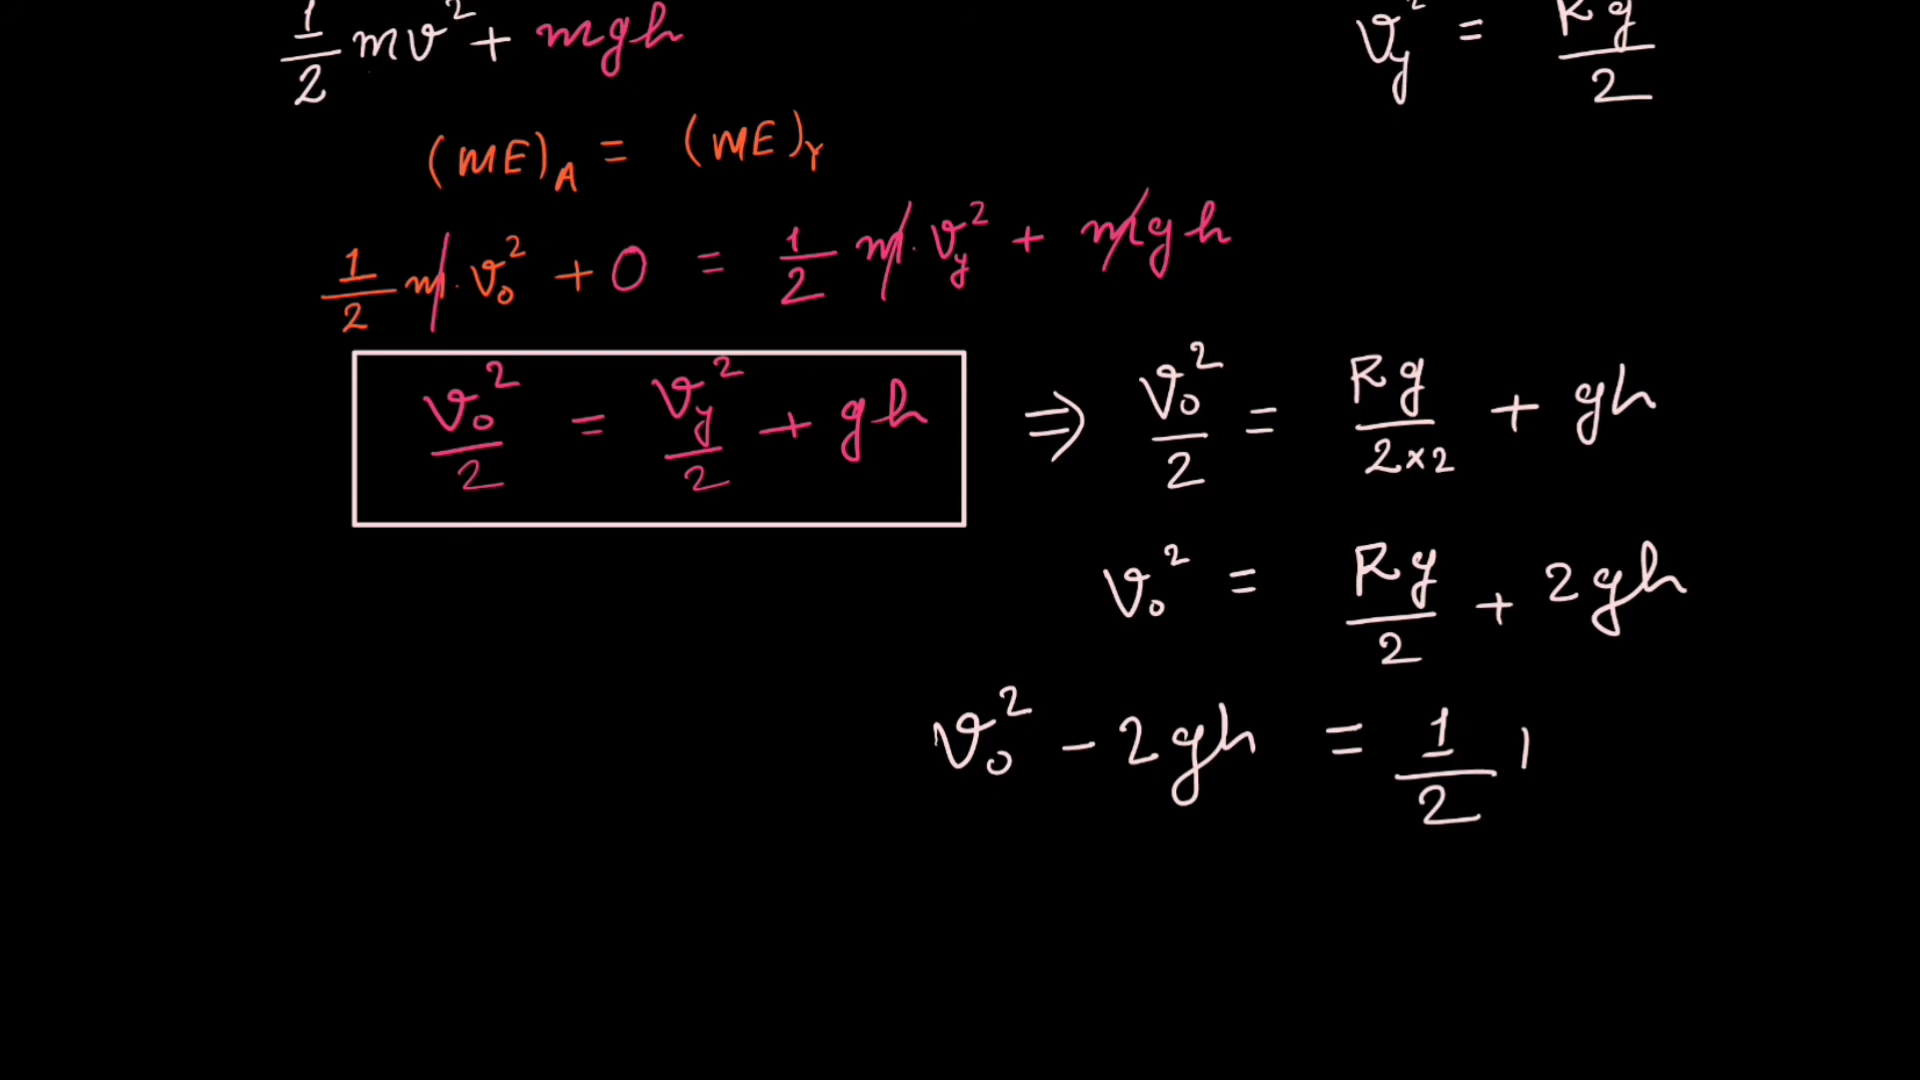 1/2 mv² + mgh
v_y² = Rg/2
(ME)_A = (ME)_Y
1/2 m·v₀² + 0 = 1/2 m·v_y² + mgh
v₀²/2 = v_y²/2 + gh ⇒ v₀²/2 = Rg/2×2 + gh
v₀² = Rg/2 + 2gh
v₀² - 2gh = 1/2